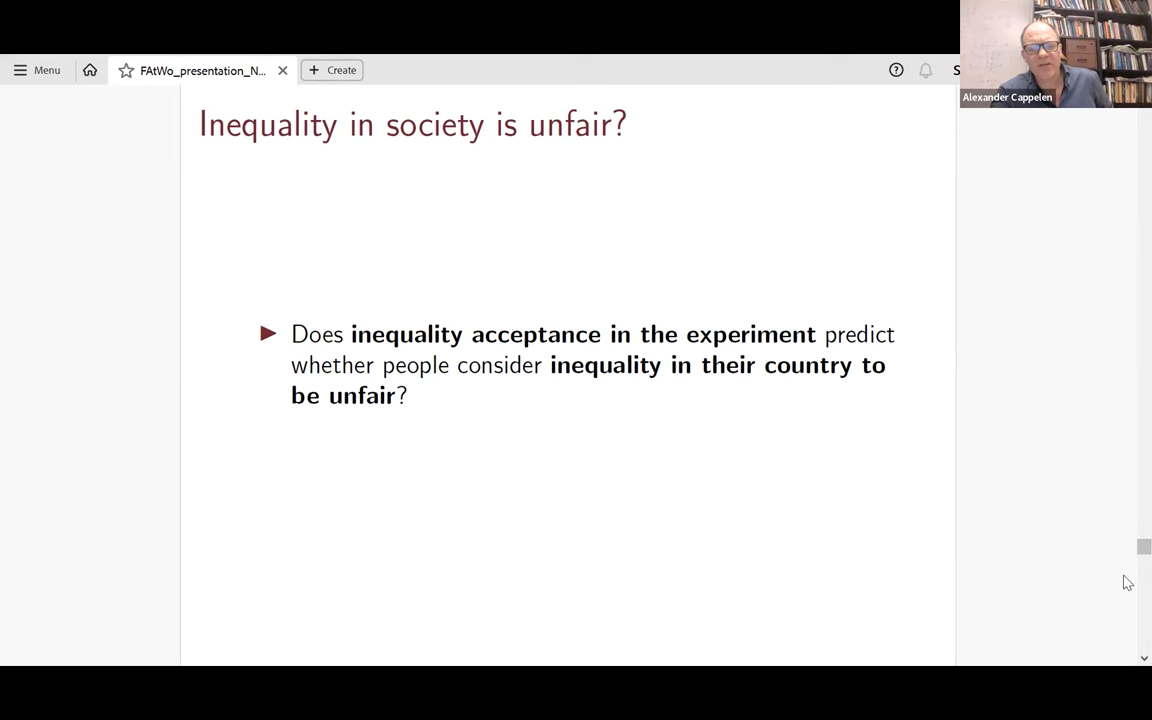 Menu
FAtWo_presentation_N...
Create
S
Alexander Cappelen
Inequality in society is unfair?
Does inequality acceptance in the experiment predict
whether people consider inequality in their country to
be unfair?